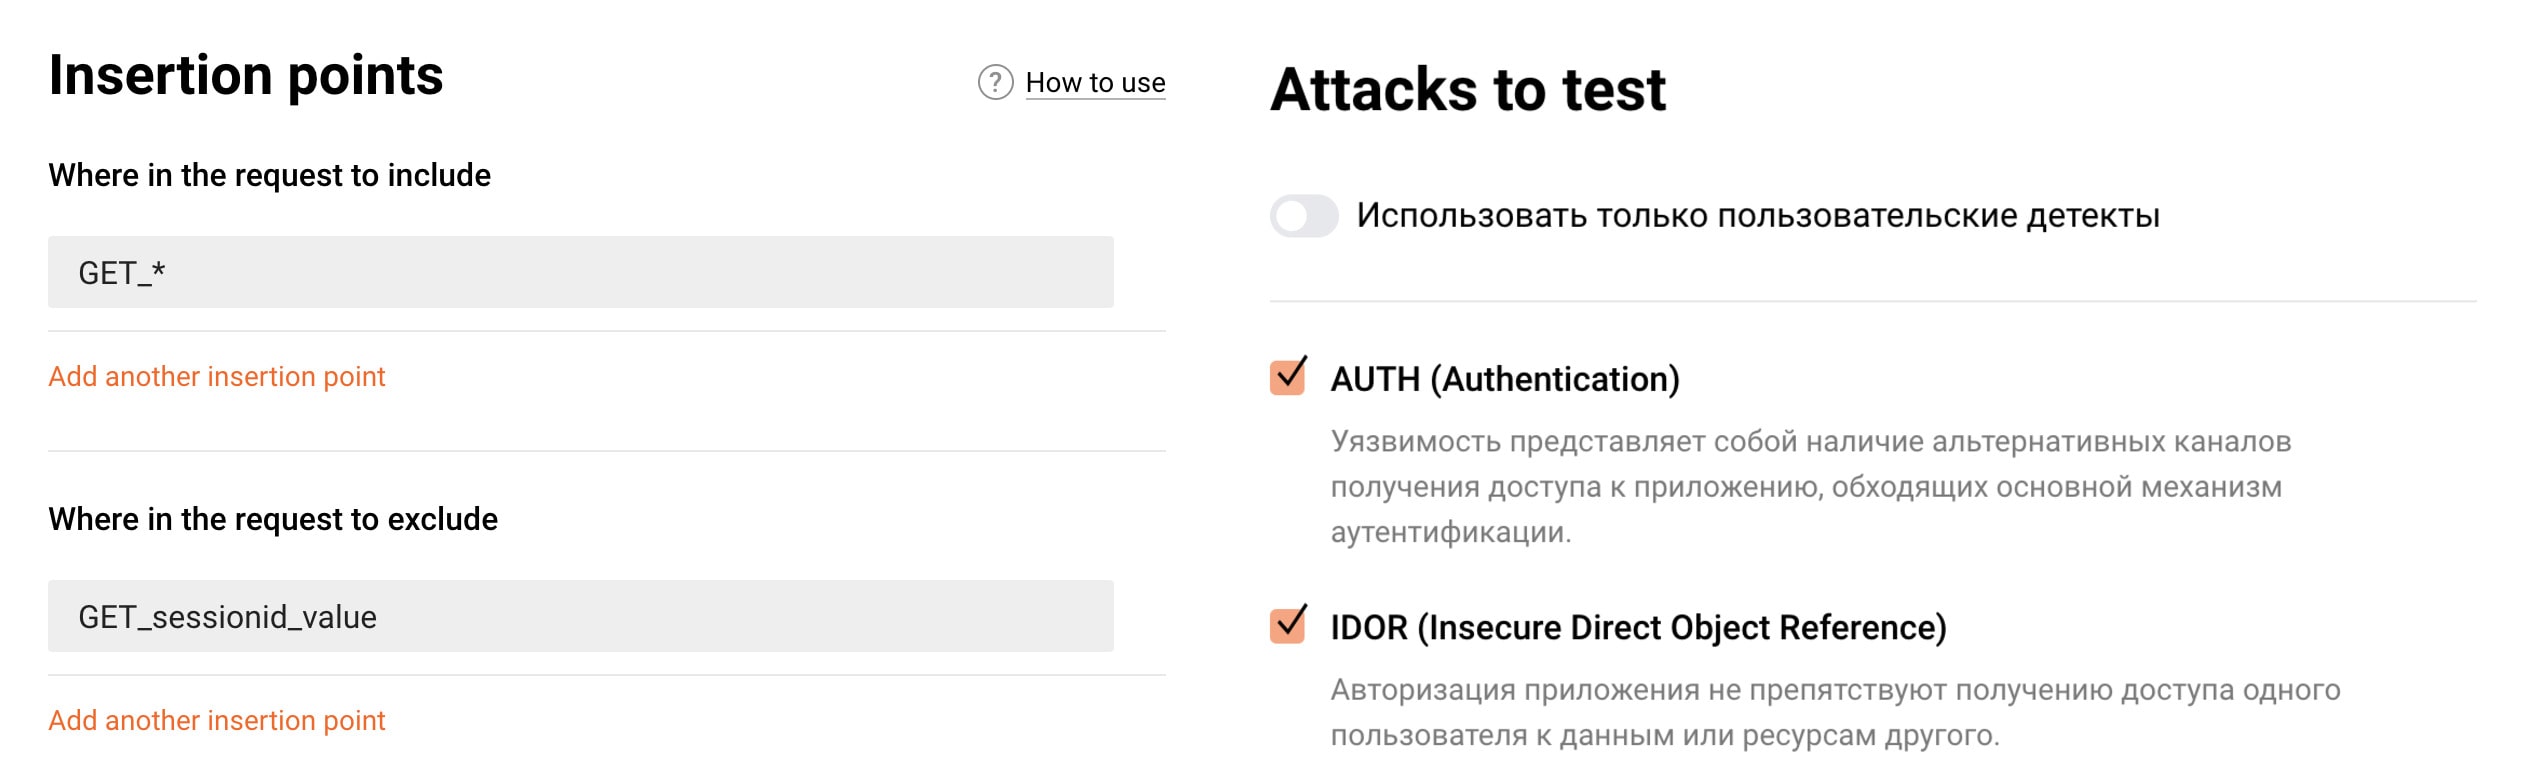 Insertion points
? How to use
Where in the request to include
GET_*
Add another insertion point
Where in the request to exclude
GET_sessionid_value
Add another insertion point
Attacks to test
Использовать только пользовательские детекты
AUTH (Authentication)
Уязвимость представляет собой наличие альтернативных каналов
получения доступа к приложению, обходящих основной механизм
аутентификации.
IDOR (Insecure Direct Object Reference)
Авторизация приложения не препятствуют получению доступа одного
пользователя к данным или ресурсам другого.